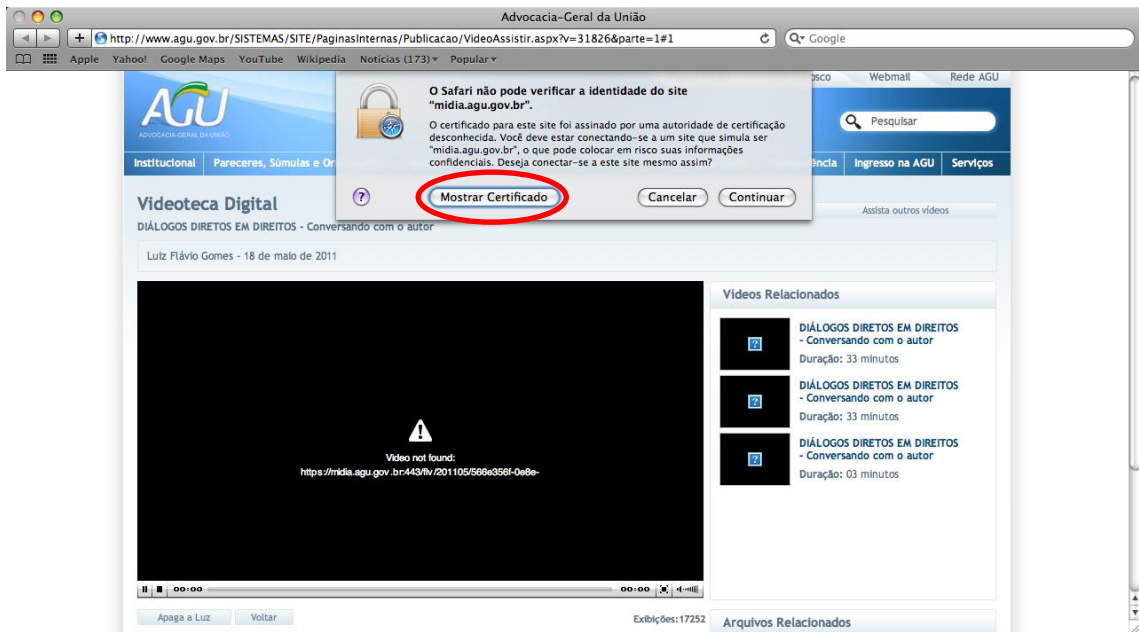 Advocacia-Geral da União
http://www.agu.gov.br/SISTEMAS/SITE/PaginasInternas/Publicacao/VideoAssistir.aspx?v=31826&parte=1#1
Google
Apple Yahoo! Google Maps YouTube Wikipedia Notícias (173) Popular
Webmail Rede AGU
AGU
ADVOCACIA-GERAL DA UNIÃO
Pesquisar
Institucional Pareceres, Súmulas e
Ingresso na AGU Serviços
O Safari não pode verificar a identidade do site
"midia.agu.gov.br".
O certificado para este site foi assinado por uma autoridade de certificação
desconhecida. Você deve estar conectando-se a um site que simula ser
"midia.agu.gov.br", o que pode colocar em risco suas informações
confidenciais. Deseja conectar-se a este site mesmo assim?
? Mostrar Certificado Cancelar Continuar
Videoteca Digital
Assista outros vídeos
DIÁLOGOS DIRETOS EM DIREITOS - Conversando com o autor
Luiz Flávio Gomes - 18 de maio de 2011
Vídeos Relacionados
DIÁLOGOS DIRETOS EM DIREITOS
- Conversando com o autor
Duração: 33 minutos
DIÁLOGOS DIRETOS EM DIREITOS
- Conversando com o autor
Duração: 33 minutos
DIÁLOGOS DIRETOS EM DIREITOS
- Conversando com o autor
Duração: 03 minutos
Video not found:
https://midia.agu.gov.br:443/flv/201105/566e356f-0e8e-
00:00 00:00
Apaga a Luz Voltar
Exibições:17252
Arquivos Relacionados